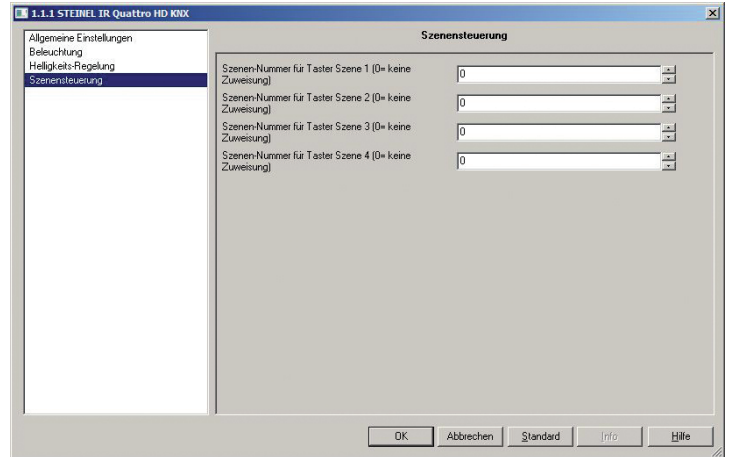 1.1.1 STEINEL IR Quattro HD KNX
Allgemeine Einstellungen
Beleuchtung
Helligkeits-Regelung
Szenensteuerung
Szenensteuerung
Szenen-Nummer für Taster Szene 1 (0= keine
Zuweisung)
0
Szenen-Nummer für Taster Szene 2 (0= keine
Zuweisung)
0
Szenen-Nummer für Taster Szene 3 (0= keine
Zuweisung)
0
Szenen-Nummer für Taster Szene 4 (0= keine
Zuweisung)
0
OK
Abbrechen
Standard
Info
Hilfe